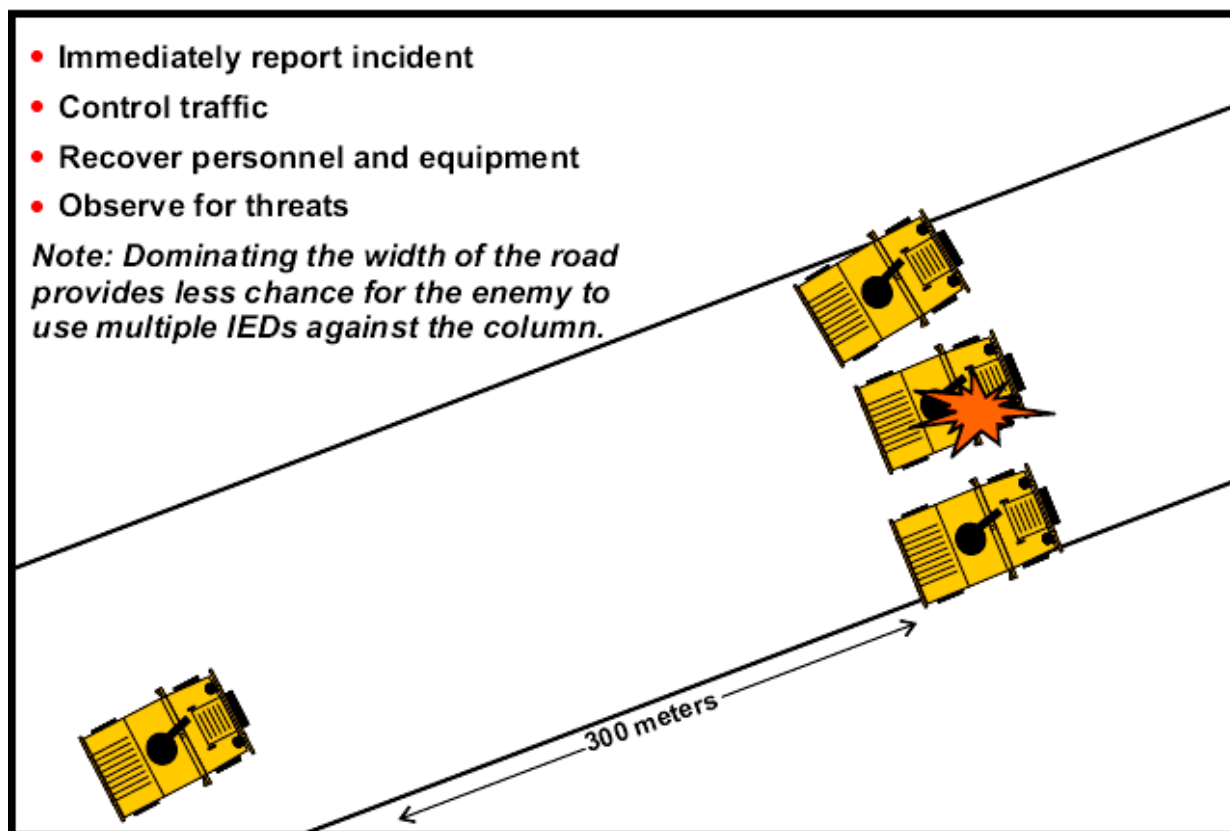 • Immediately report incident
• Control traffic
• Recover personnel and equipment
• Observe for threats
Note: Dominating the width of the road
provides less chance for the enemy to
use multiple IEDs against the column.
300 meters